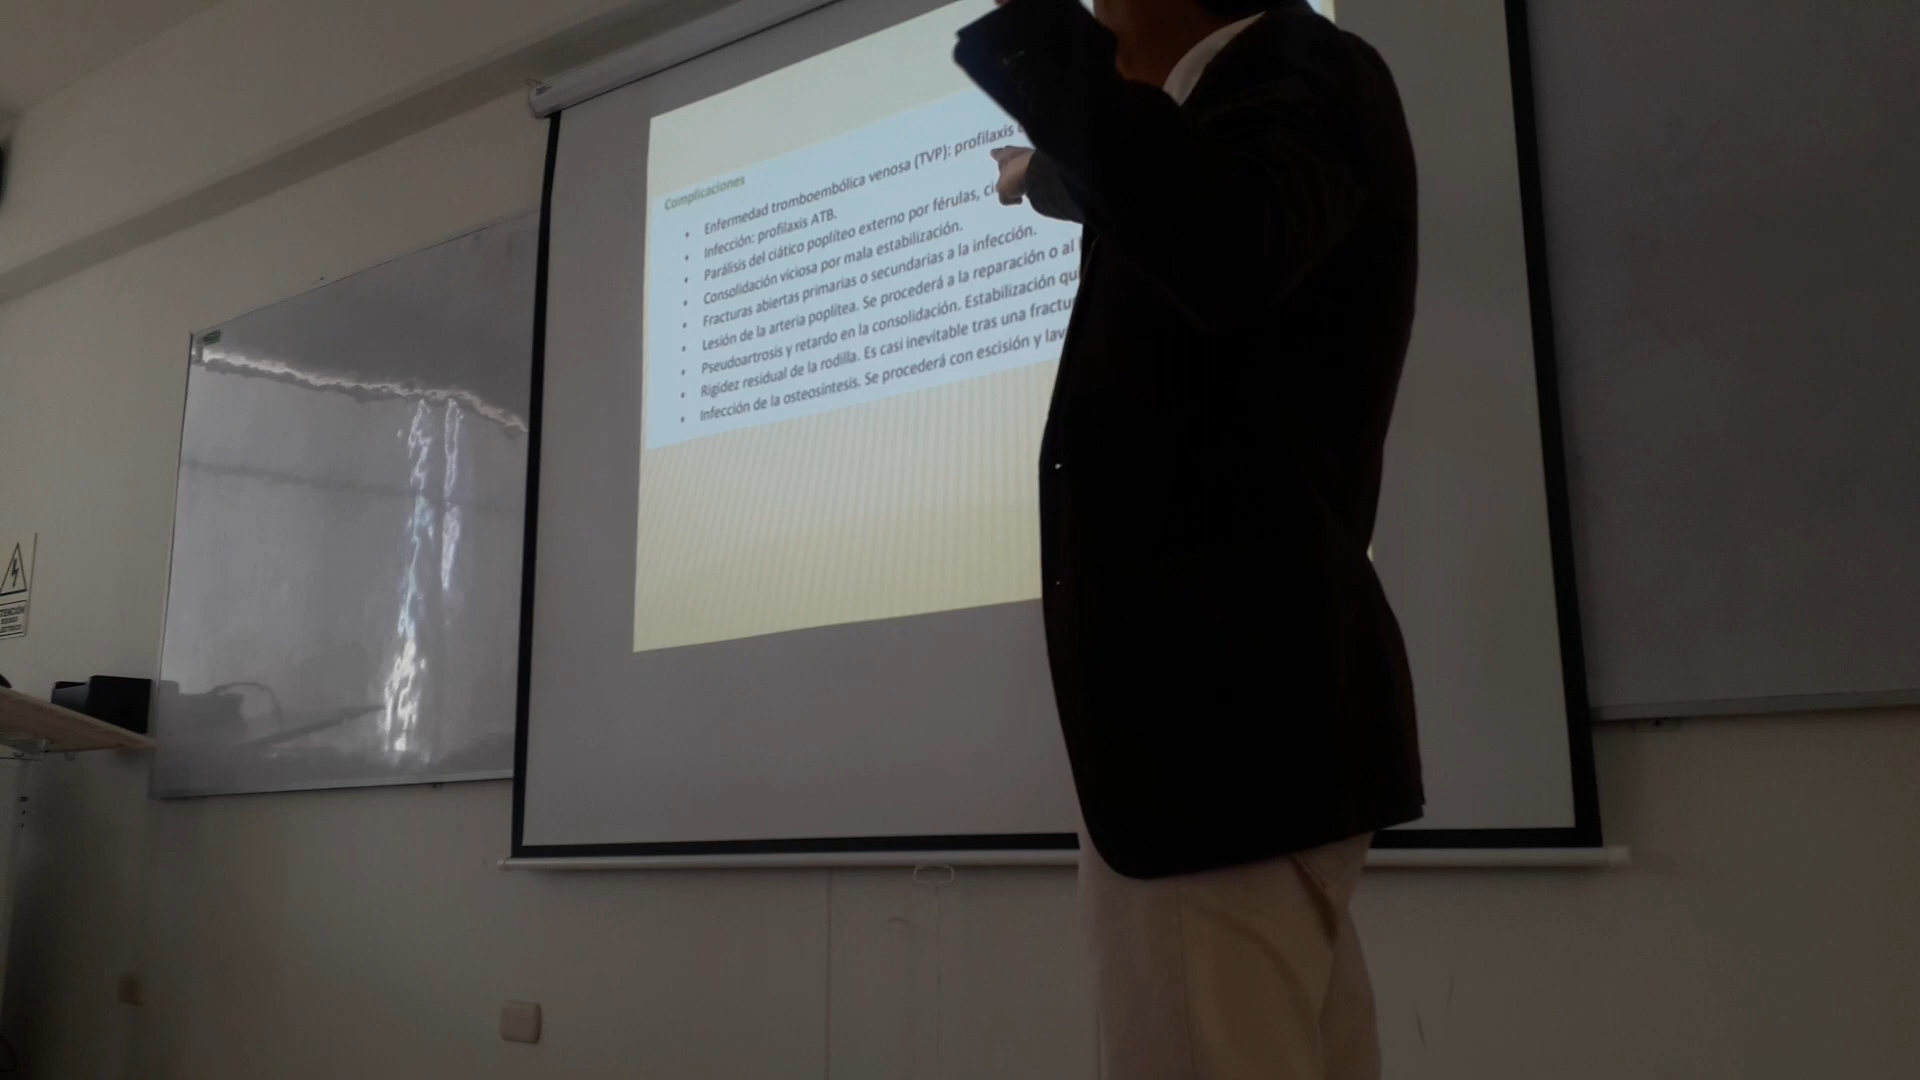 Complicaciones
• Enfermedad tromboembólica venosa (TVP): profilaxis
• Infección: profilaxis ATB.
• Parálisis del ciático poplíteo externo por férulas,
• Consolidación viciosa por mala estabilización.
• Fracturas abiertas primarias o secundarias a la infección.
• Lesión de la arteria poplítea. Se procederá a la reparación o al
• Pseudoartrosis y retardo en la consolidación. Estabilización
• Rigidez residual de la rodilla. Es casi inevitable tras una
• Infección de la osteosíntesis. Se procederá con escisión y
ATENCIÓN
RIESGO
ELÉCTRICO